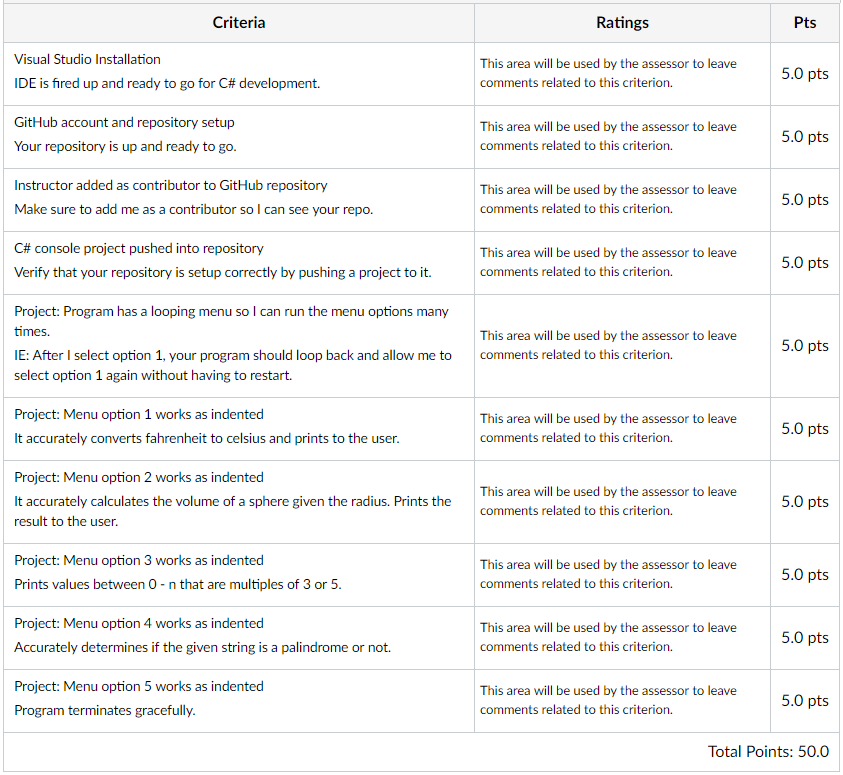 Criteria
Ratings
Pts
Visual Studio Installation
IDE is fired up and ready to go for C# development.
This area will be used by the assessor to leave
comments related to this criterion.
5.0 pts
GitHub account and repository setup
Your repository is up and ready to go.
This area will be used by the assessor to leave
comments related to this criterion.
5.0 pts
Instructor added as contributor to GitHub repository
Make sure to add me as a contributor so I can see your repo.
This area will be used by the assessor to leave
comments related to this criterion.
5.0 pts
C# console project pushed into repository
Verify that your repository is setup correctly by pushing a project to it.
This area will be used by the assessor to leave
comments related to this criterion.
5.0 pts
Project: Program has a looping menu so I can run the menu options many
times.
IE: After I select option 1, your program should loop back and allow me to
select option 1 again without having to restart.
This area will be used by the assessor to leave
comments related to this criterion.
5.0 pts
Project: Menu option 1 works as indented
It accurately converts fahrenheit to celsius and prints to the user.
This area will be used by the assessor to leave
comments related to this criterion.
5.0 pts
Project: Menu option 2 works as indented
It accurately calculates the volume of a sphere given the radius. Prints the
result to the user.
This area will be used by the assessor to leave
comments related to this criterion.
5.0 pts
Project: Menu option 3 works as indented
Prints values between 0 - n that are multiples of 3 or 5.
This area will be used by the assessor to leave
comments related to this criterion.
5.0 pts
Project: Menu option 4 works as indented
Accurately determines if the given string is a palindrome or not.
This area will be used by the assessor to leave
comments related to this criterion.
5.0 pts
Project: Menu option 5 works as indented
Program terminates gracefully.
This area will be used by the assessor to leave
comments related to this criterion.
5.0 pts
Total Points: 50.0